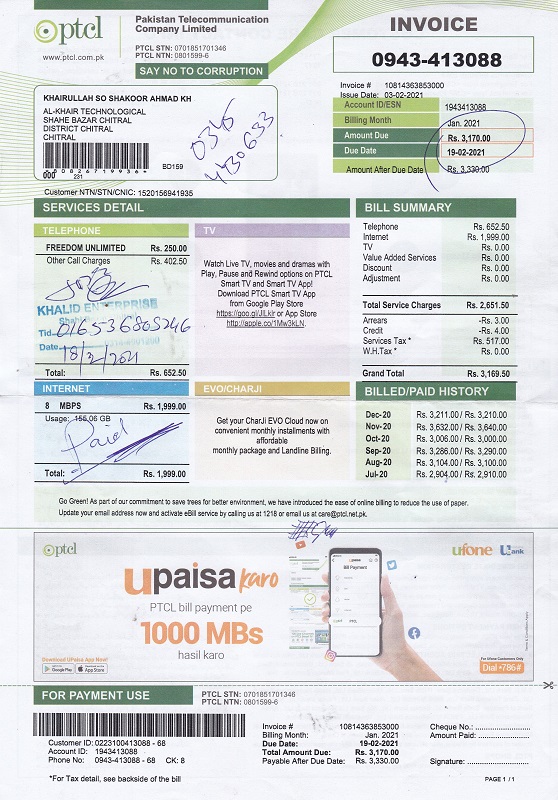 ptcl
www.ptcl.com.pk
Pakistan Telecommunication
Company Limited
PTCL STN: 0701851701346
PTCL NTN: 0801599-6
SAY NO TO CORRUPTION
INVOICE
0943-413088
Invoice # 10814363853000
Issue Date: 03-02-2021
Account ID/ESN 1943413088
Billing Month Jan. 2021
Amount Due Rs. 3,170.00
Due Date 19-02-2021
Amount After Due Date Rs. 3,330.00
KHAIRULLAH SO SHAKOOR AHMAD KH
AL-KHAIR TECHNOLOGICAL
SHAHE BAZAR CHITRAL
DISTRICT CHITRAL
CHITRAL
BD159
000 231
0345
4430633
Customer NTN/STN/CNIC: 1520156941935
SERVICES DETAIL
TELEPHONE
FREEDOM UNLIMITED Rs. 250.00
Other Call Charges Rs. 402.50
KHALID ENTERPRISE
Tid 016536805246
Date 18/2/2021
Total: Rs. 652.50
TV
Watch Live TV, movies and dramas with
Play, Pause and Rewind options on PTCL
Smart TV and Smart TV App!
Download PTCL Smart TV App
from Google Play Store
https://goo.gl/JlLkir or App Store
http://apple.co/1Mw3kLN.
INTERNET
8 MBPS Rs. 1,999.00
Usage: 155.06 GB
Paid
Total: Rs. 1,999.00
EVO/CHARJI
Get your CharJi EVO Cloud now on
convenient monthly installments with
affordable
monthly package and Landline Billing.
BILL SUMMARY
Telephone Rs. 652.50
Internet Rs. 1,999.00
TV Rs. 0.00
Value Added Services Rs. 0.00
Discount Rs. 0.00
Adjustment Rs. 0.00
Total Service Charges Rs. 2,651.50
Arrears -Rs. 3.00
Credit -Rs. 4.00
Services Tax * Rs. 517.00
W.H.Tax * Rs. 0.00
Grand Total Rs. 3,169.50
BILLED/PAID HISTORY
Dec-20 Rs. 3,211.00/ Rs. 3,210.00
Nov-20 Rs. 3,632.00/ Rs. 3,640.00
Oct-20 Rs. 3,006.00/ Rs. 3,000.00
Sep-20 Rs. 3,286.00/ Rs. 3,290.00
Aug-20 Rs. 3,104.00/ Rs. 3,100.00
Jul-20 Rs. 2,904.00/ Rs. 2,910.00
Go Green! As part of our commitment to save trees for better environment, we have introduced the ease of online billing to reduce the use of paper.
Update your email address now and activate eBill service by calling us at 1218 or email us at care@ptcl.net.pk.
ptcl
upaisa karo
PTCL bill payment pe
1000 MBs
hasil karo
Download UPaisa App Now!
Google Play App Store
Bill Payment
PTCL
ufone
U Bank
For Ufone Customers Only
Dial *786#
FOR PAYMENT USE
PTCL STN: 0701851701346
PTCL NTN: 0801599-6
Customer ID: 0223100413088 - 68
Account ID: 1943413088
Phone No: 0943-413088 - 68 CK: 8
*For Tax detail, see backside of the bill
Invoice # 10814363853000
Billing Month: Jan. 2021
Due Date: 19-02-2021
Total Amount Due: Rs. 3,170.00
Payable After Due Date: Rs. 3,330.00
Cheque No.:
Amount Paid:
Signature:
PAGE 1 / 1